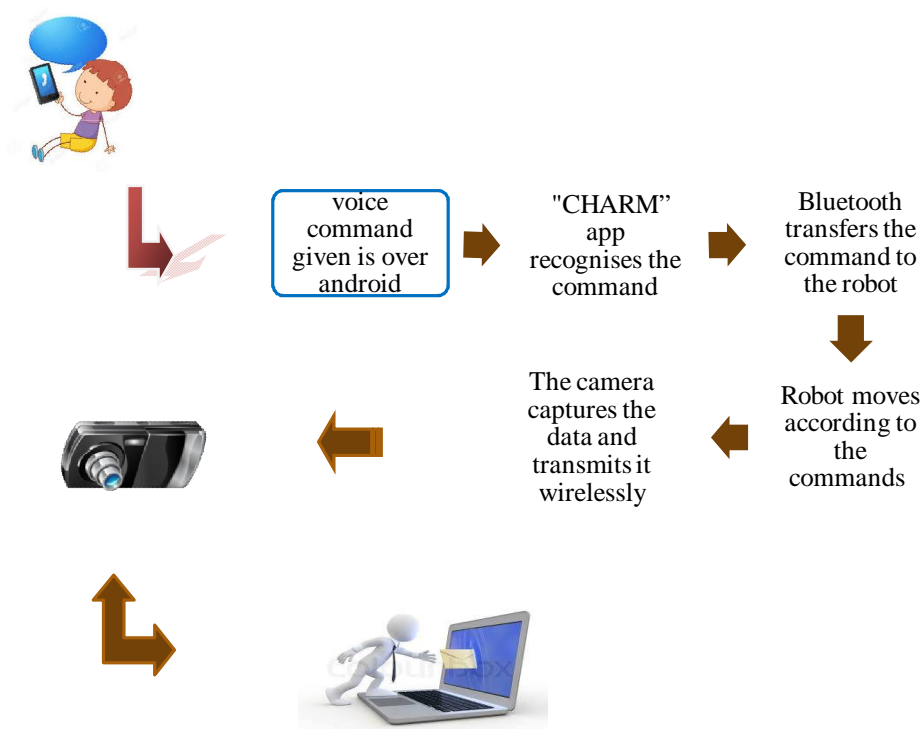 voice
command
given is over
android
"CHARM”
app
recognises the
command
Bluetooth
transfers the
command to
the robot
Robot moves
according to
the
commands
The camera
captures the
data and
transmits it
wirelessly